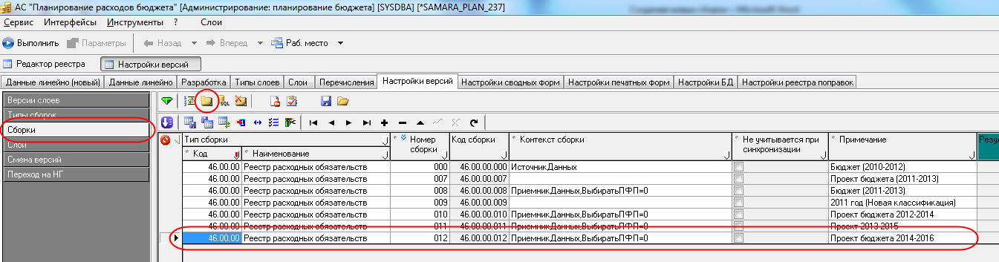 АС "Планирование расходов бюджета" [Администрирование: планирование бюджета] [SYSDBA] [*SAMARA_PLAN_237]
Сервис Интерфейсы Инструменты ? Слои
Выполнить Параметры Назад Вперед Раб. место
Редактор реестра Настройки версий
Данные линейно (новый) Данные линейно Разработка Типы слоев Слои Перечисления Настройки версий Настройки сводных форм Настройки печатных форм Настройки БД Настройки реестра поправок
Версии слоев
Типы сборок
Сборки
Слои
Смена версий
Переход на НГ
SQL
Тип сборки Номер сборки Код сборки Контекст сборки Не учитывается при синхронизации Примечание
Код Наименование
46.00.00 Реестр расходных обязательств 000 46.00.00.000 ИсточникДанных Бюджет (2010-2012)
46.00.00 Реестр расходных обязательств 007 46.00.00.007 Проект бюджета (2011-2013)
46.00.00 Реестр расходных обязательств 008 46.00.00.008 ПриемникДанных,ВыбиратьПФП=0 Бюджет (2011-2013)
46.00.00 Реестр расходных обязательств 009 46.00.00.009 2011 год (Новая классификация)
46.00.00 Реестр расходных обязательств 010 46.00.00.010 ПриемникДанных,ВыбиратьПФП=0 Проект бюджета 2012-2014
46.00.00 Реестр расходных обязательств 011 46.00.00.011 ПриемникДанных,ВыбиратьПФП=0 Проект 2013-2015
46.00.00 Реестр расходных обязательств 012 46.00.00.012 ПриемникДанных,ВыбиратьПФП=0 Проект бюджета 2014-2016